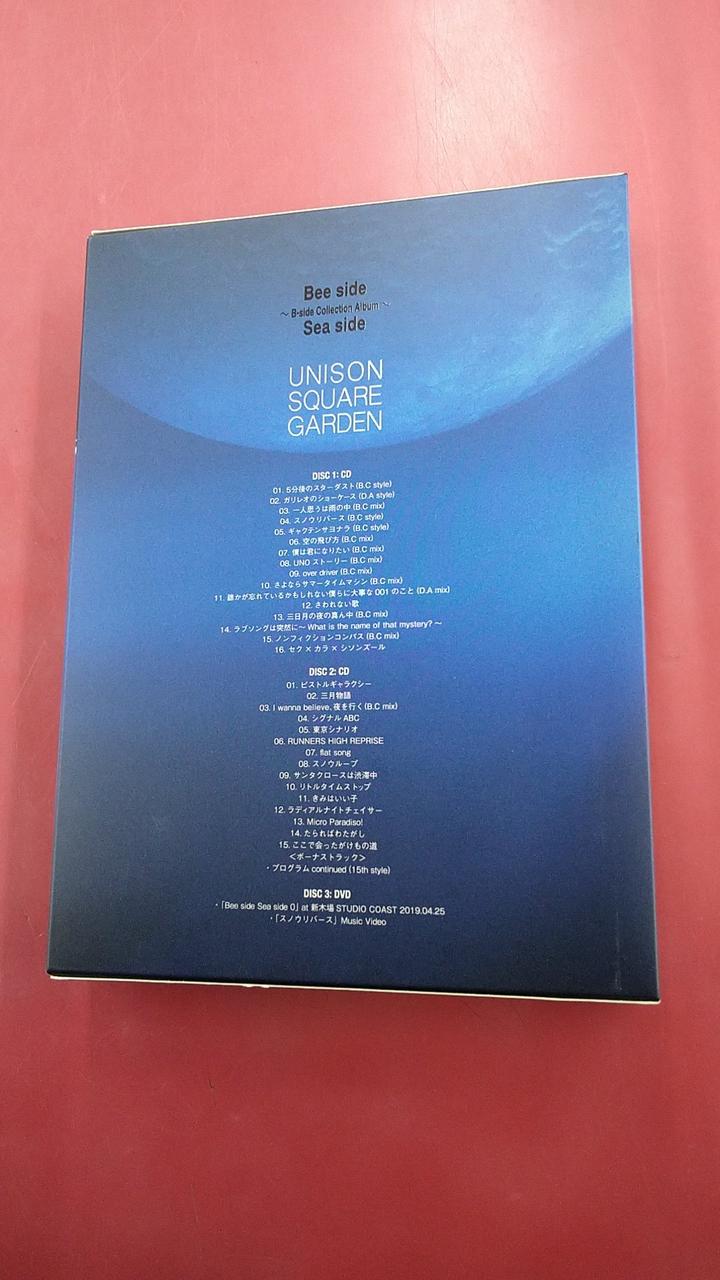 Bee side
〜 B-side Collection Album 〜
Sea side
UNISON
SQUARE
GARDEN
DISC 1: CD
01. 5分後のスターダスト (B.C style)
02. ガリレオのショーケース (D.A style)
03. 一人思うは雨の中 (B.C mix)
04. スノウリバース (B.C style)
05. ギャクテンサヨナラ (B.C style)
06. 空の飛び方 (B.C mix)
07. 僕は君になりたい (B.C mix)
08. UNOストーリー (B.C mix)
09. over driver (B.C mix)
10. さよならサマータイムマシン (B.C mix)
11. 誰かが忘れているかもしれない僕らに大事な001のこと (D.A mix)
12. さわれない歌
13. 三日月の夜の真ん中 (B.C mix)
14. ラブソングは突然に〜 What is the name of that mystery? 〜
15. ノンフィクションコンパス (B.C mix)
16. セク × カラ × シソンズール
DISC 2: CD
01. ピストルギャラクシー
02. 三月物語
03. I wanna believe、夜を行く (B.C mix)
04. シグナルABC
05. 東京シナリオ
06. RUNNERS HIGH REPRISE
07. flat song
08. スノウループ
09. サンタクロースは渋滞中
10. リトルタイムストップ
11. きみはいい子
12. ラディアルナイトチェイサー
13. Micro Paradiso!
14. たらればわたがし
15. ここで会ったがけもの道
<ボーナストラック>
・プログラム continued (15th style)
DISC 3: DVD
・「Bee side Sea side 0」 at 新木場 STUDIO COAST 2019.04.25
・「スノウリバース」 Music Video